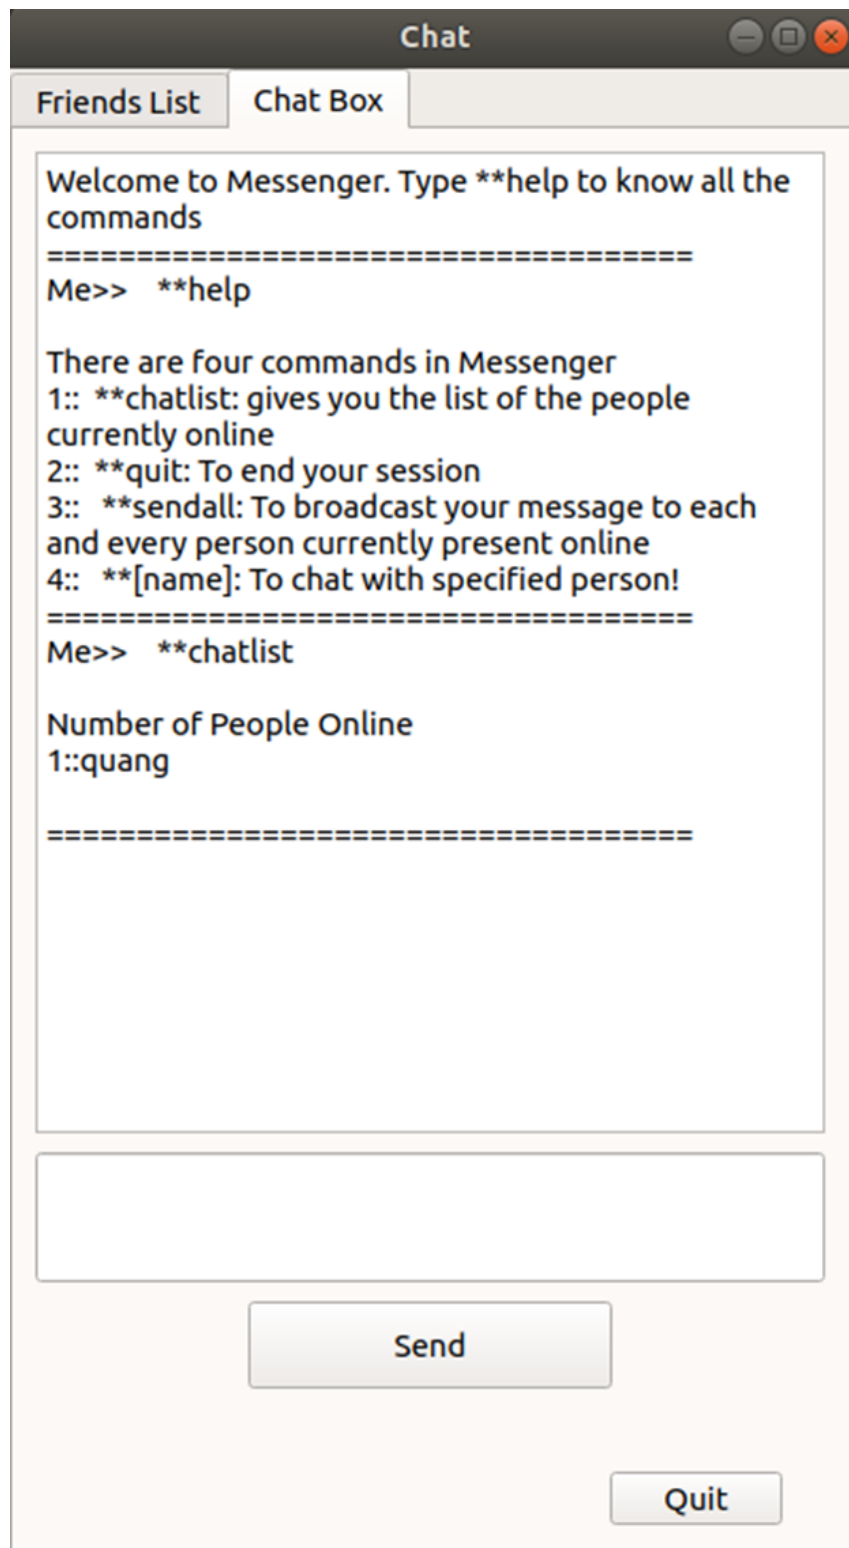 Chat
Friends List
Chat Box
Welcome to Messenger. Type **help to know all the
commands
====================================
Me>>   **help
There are four commands in Messenger
1::  **chatlist: gives you the list of the people
currently online
2::  **quit: To end your session
3::   **sendall: To broadcast your message to each
and every person currently present online
4::   **[name]: To chat with specified person!
====================================
Me>>   **chatlist
Number of People Online
1::quang
====================================
Send
Quit